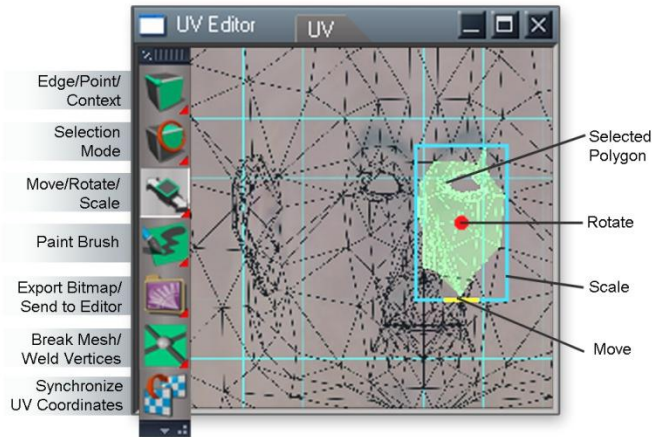 UV Editor
UV
Edge/Point/
Context
Selection
Mode
Move/Rotate/
Scale
Paint Brush
Export Bitmap/
Send to Editor
Break Mesh/
Weld Vertices
Synchronize
UV Coordinates
Selected
Polygon
Rotate
Scale
Move